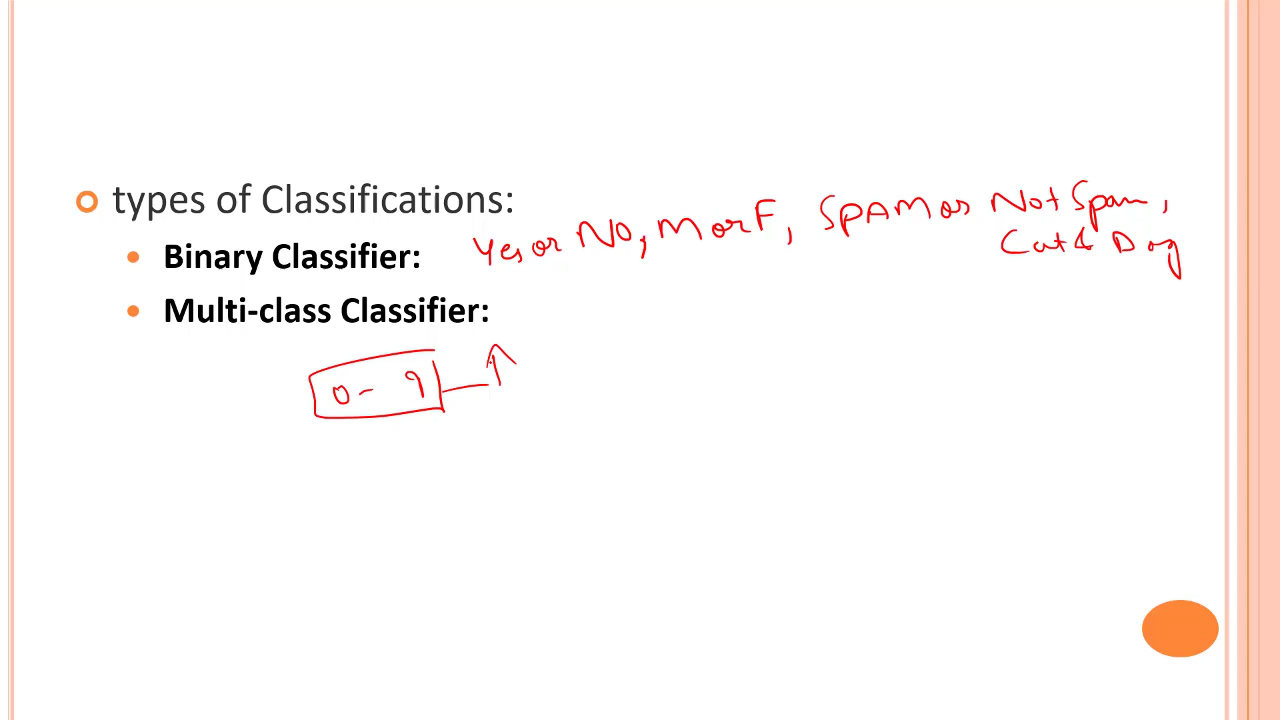 types of Classifications:
Binary Classifier: Yes or No, M or F, SPAM or Not Spam,
Cat & Dog
Multi-class Classifier:
0 - 9